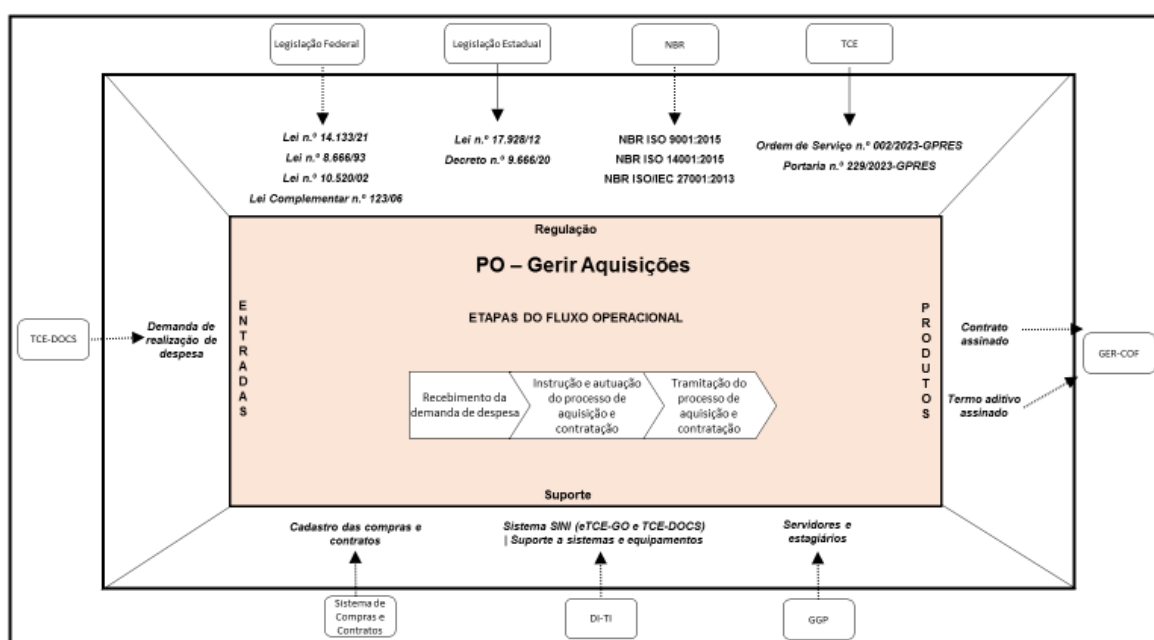 Legislação Federal
Legislação Estadual
NBR
TCE
Lei n.º 14.133/21
Lei n.º 8.666/93
Lei n.º 10.520/02
Lei Complementar n.º 123/06
Lei n.º 17.928/12
Decreto n.º 9.666/20
NBR ISO 9001:2015
NBR ISO 14001:2015
NBR ISO/IEC 27001:2013
Ordem de Serviço n.º 002/2023-GPRES
Portaria n.º 229/2023-GPRES
Regulação
PO – Gerir Aquisições
ETAPAS DO FLUXO OPERACIONAL
TCE-DOCS
Demanda de
realização de
despesa
ENTRADAS
Recebimento da
demanda de despesa
Instrução e autuação
do processo de
aquisição e
contratação
Tramitação do
processo de
aquisição e
contratação
PRODUTOS
Contrato
assinado
Termo aditivo
assinado
GER-COF
Suporte
Cadastro das compras e
contratos
Sistema SINI (eTCE-GO e TCE-DOCS)
| Suporte a sistemas e equipamentos
Servidores e
estagiários
Sistema de
Compras e
Contratos
DI-TI
GGP